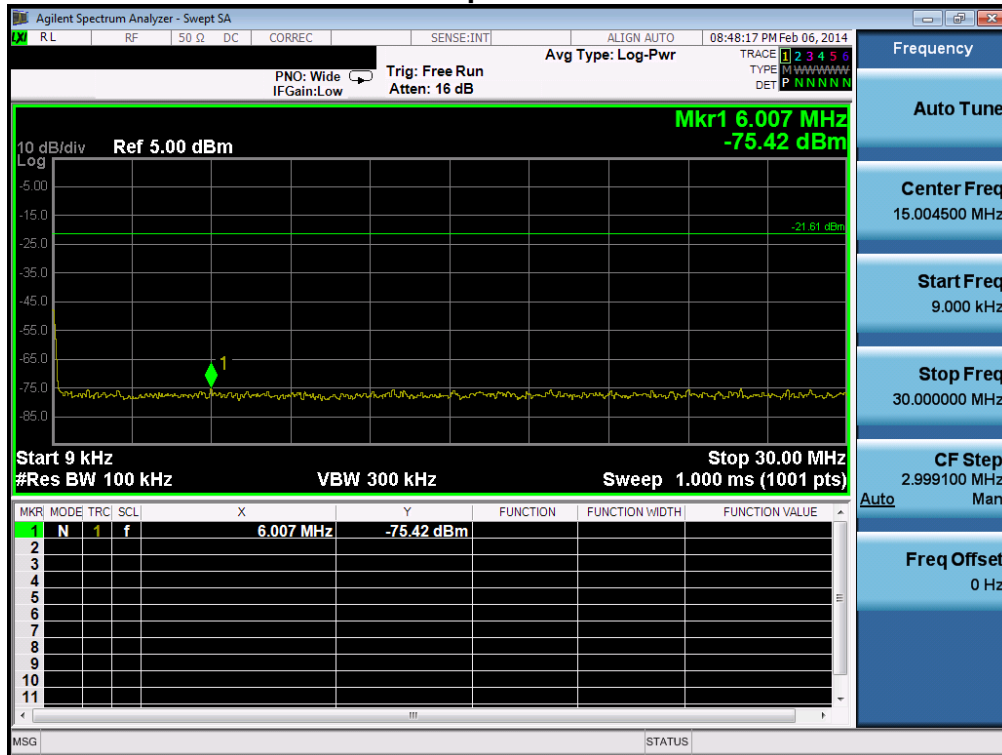 Agilent Spectrum Analyzer - Swept SA
LXI RL RF 50 Ω DC CORREC SENSE:INT ALIGN AUTO 08:48:17 PM Feb 06, 2014
PNO: Wide
IFGain:Low
Trig: Free Run
Atten: 16 dB
Avg Type: Log-Pwr
TRACE 1 2 3 4 5 6
TYPE M WWWWW
DET P N N N N N
Mkr1 6.007 MHz
-75.42 dBm
10 dB/div Ref 5.00 dBm
Log
-5.00
-15.0
-21.61 dBm
-25.0
-35.0
-45.0
-55.0
-65.0
1
-75.0
-85.0
Start 9 kHz Stop 30.00 MHz
#Res BW 100 kHz VBW 300 kHz Sweep 1.000 ms (1001 pts)
MKR MODE TRC SCL X Y FUNCTION FUNCTION WIDTH FUNCTION VALUE
1 N 1 f 6.007 MHz -75.42 dBm
2
3
4
5
6
7
8
9
10
11
MSG STATUS
Frequency
Auto Tune
Center Freq
15.004500 MHz
Start Freq
9.000 kHz
Stop Freq
30.000000 MHz
CF Step
2.999100 MHz
Auto Man
Freq Offset
0 Hz